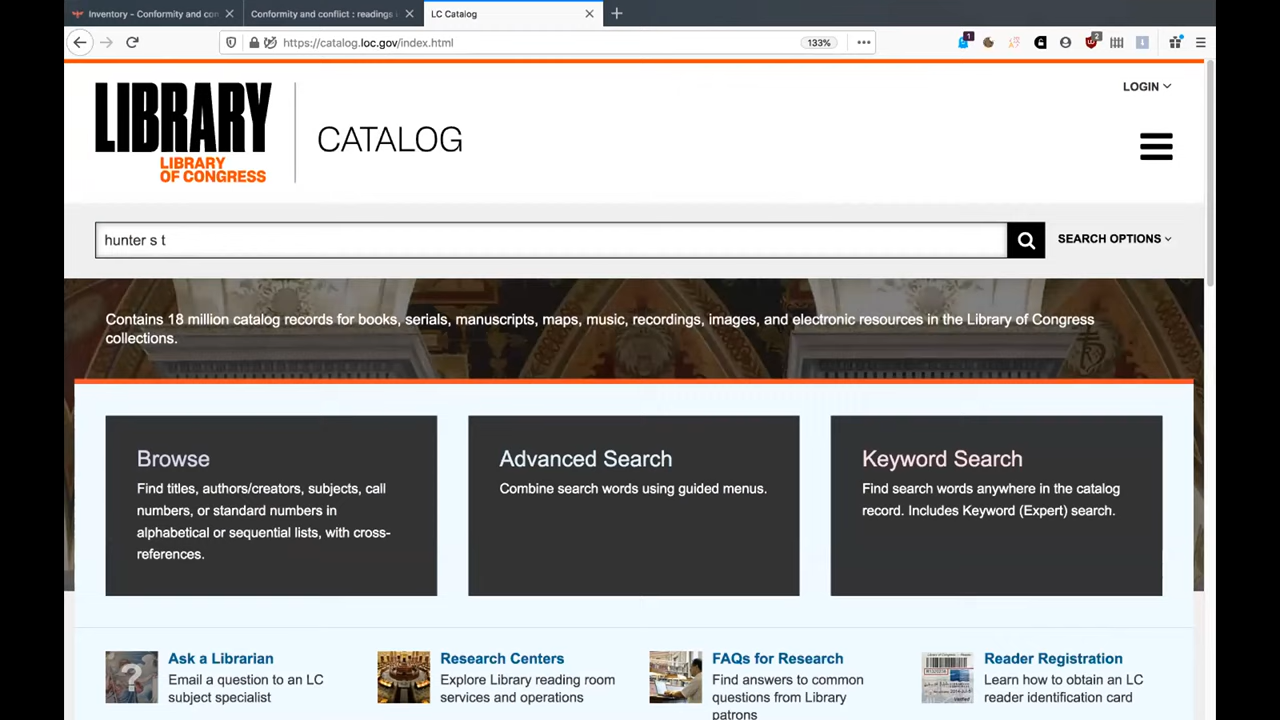 Inventory – Conformity and con
Conformity and conflict : readings i
LC Catalog
https://catalog.loc.gov/index.html
133%
1
2
LOGIN
LIBRARY
LIBRARY
OF CONGRESS
CATALOG
hunter s t
SEARCH OPTIONS
Contains 18 million catalog records for books, serials, manuscripts, maps, music, recordings, images, and electronic resources in the Library of Congress
collections.
Browse
Find titles, authors/creators, subjects, call
numbers, or standard numbers in
alphabetical or sequential lists, with cross-
references.
Advanced Search
Combine search words using guided menus.
Keyword Search
Find search words anywhere in the catalog
record. Includes Keyword (Expert) search.
Ask a Librarian
Email a question to an LC
subject specialist
Research Centers
Explore Library reading room
services and operations
FAQs for Research
Find answers to common
questions from Library
patrons
Reader Registration
Learn how to obtain an LC
reader identification card